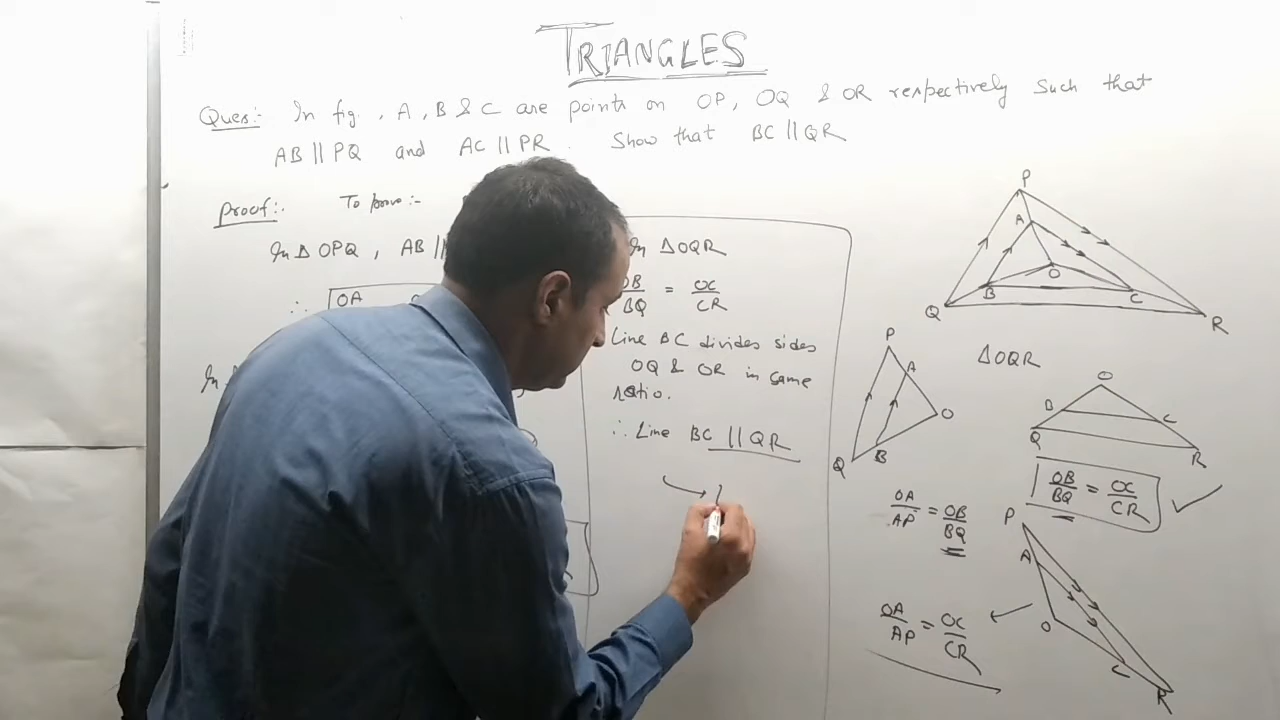 TRIANGLES
Ques:- In fig, A, B & C are points on OP, OQ & OR respectively such that
AB || PQ and AC || PR. Show that BC || QR
Proof:- To prove:-
In Δ OPQ, AB ||
∴ OA
In
In ΔOQR
OB/BQ = OC/CR
Line BC divides sides
OQ & OR in same
ratio.
∴ Line BC || QR
P
A
O
B
C
Q
R
P
A
O
Q
B
OA/AP = OB/BQ
OA/AP = OC/CR
ΔOQR
O
B
C
Q
R
OB/BQ = OC/CR
P
A
O
C
R